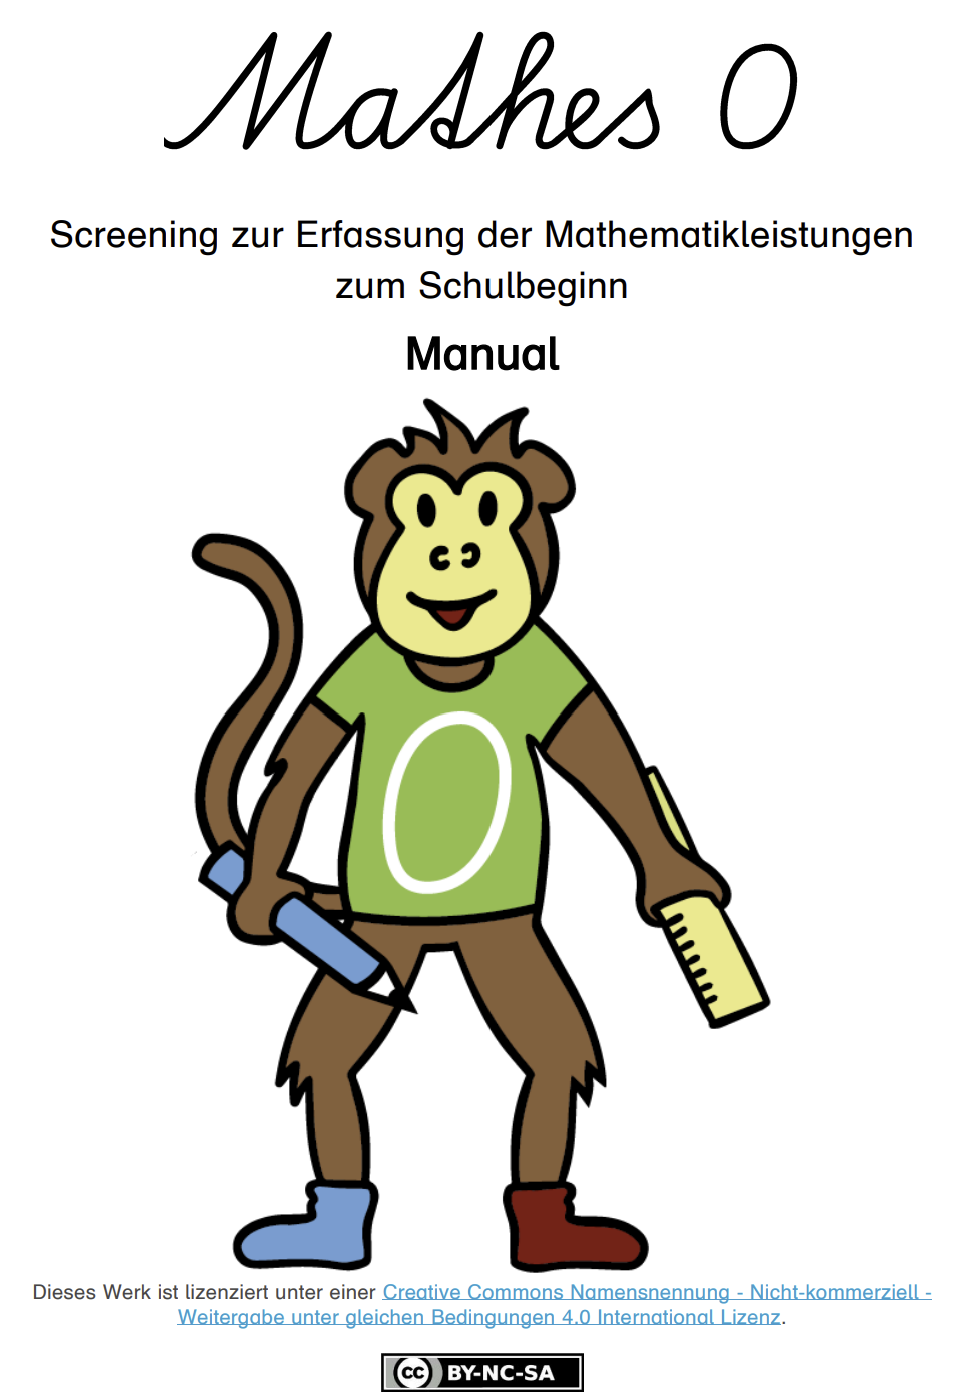 Mathes 0
Screening zur Erfassung der Mathematikleistungen
zum Schulbeginn
Manual
0
Dieses Werk ist lizenziert unter einer Creative Commons Namensnennung - Nicht-kommerziell -
Weitergabe unter gleichen Bedingungen 4.0 International Lizenz.
cc BY-NC-SA